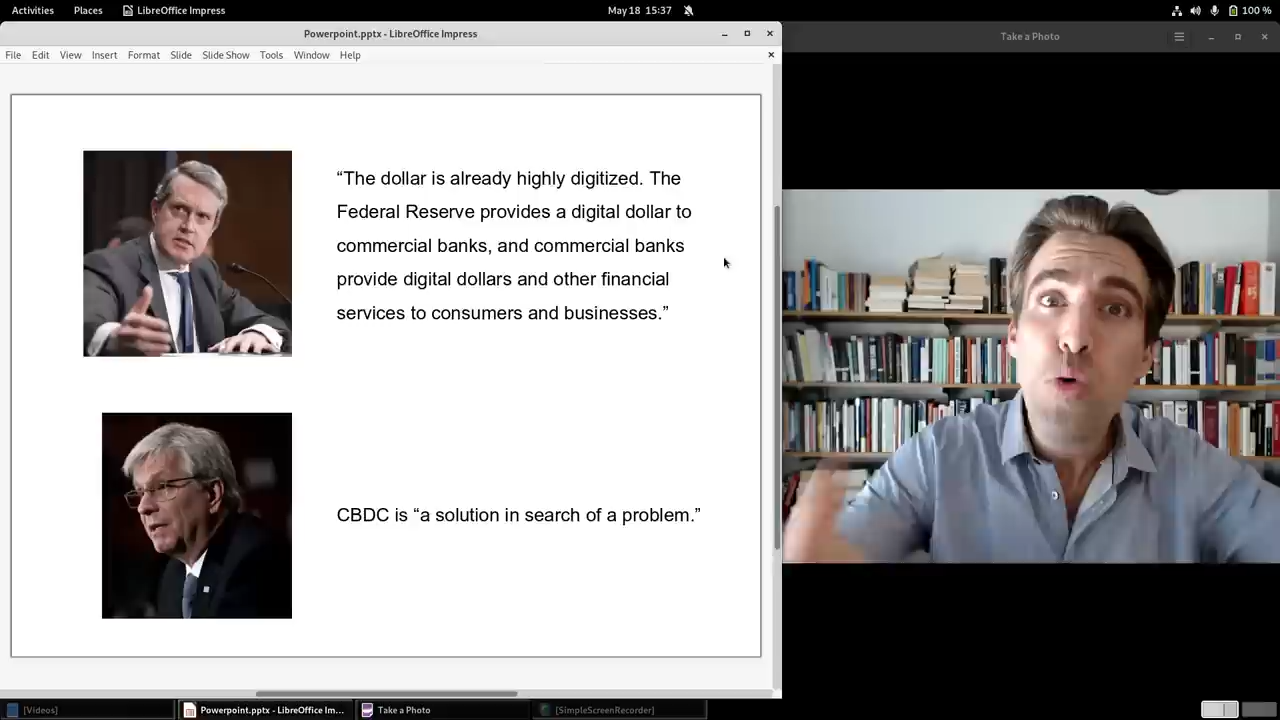 Activities Places LibreOffice Impress May 18 15:37 100 %
Powerpoint.pptx - LibreOffice Impress
Take a Photo
File Edit View Insert Format Slide Slide Show Tools Window Help
“The dollar is already highly digitized. The
Federal Reserve provides a digital dollar to
commercial banks, and commercial banks
provide digital dollars and other financial
services to consumers and businesses.”
CBDC is “a solution in search of a problem.”
[Videos] Powerpoint.pptx - LibreOffice Im... Take a Photo [SimpleScreenRecorder]